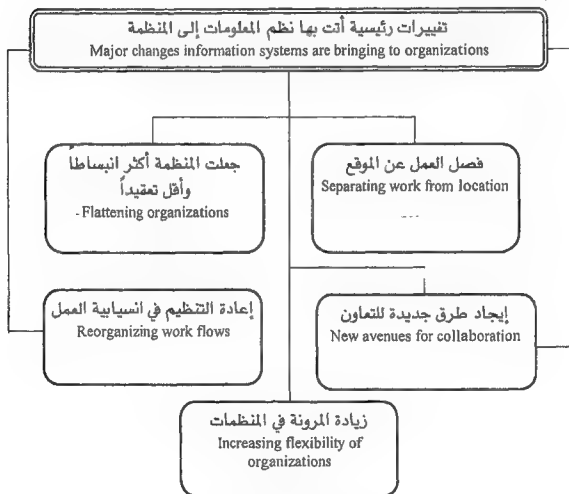 تغييرات رئيسية أتت بها نظم المعلومات إلى المنظمة
Major changes information systems are bringing to organizations
جعلت المنظمة أكثر انبساطاً
وأقل تعقيداً
- Flattening organizations
فصل العمل عن الموقع
Separating work from location
إعادة التنظيم في انسيابية العمل
Reorganizing work flows
إيجاد طرق جديدة للتعاون
New avenues for collaboration
زيادة المرونة في المنظمات
Increasing flexibility of
organizations